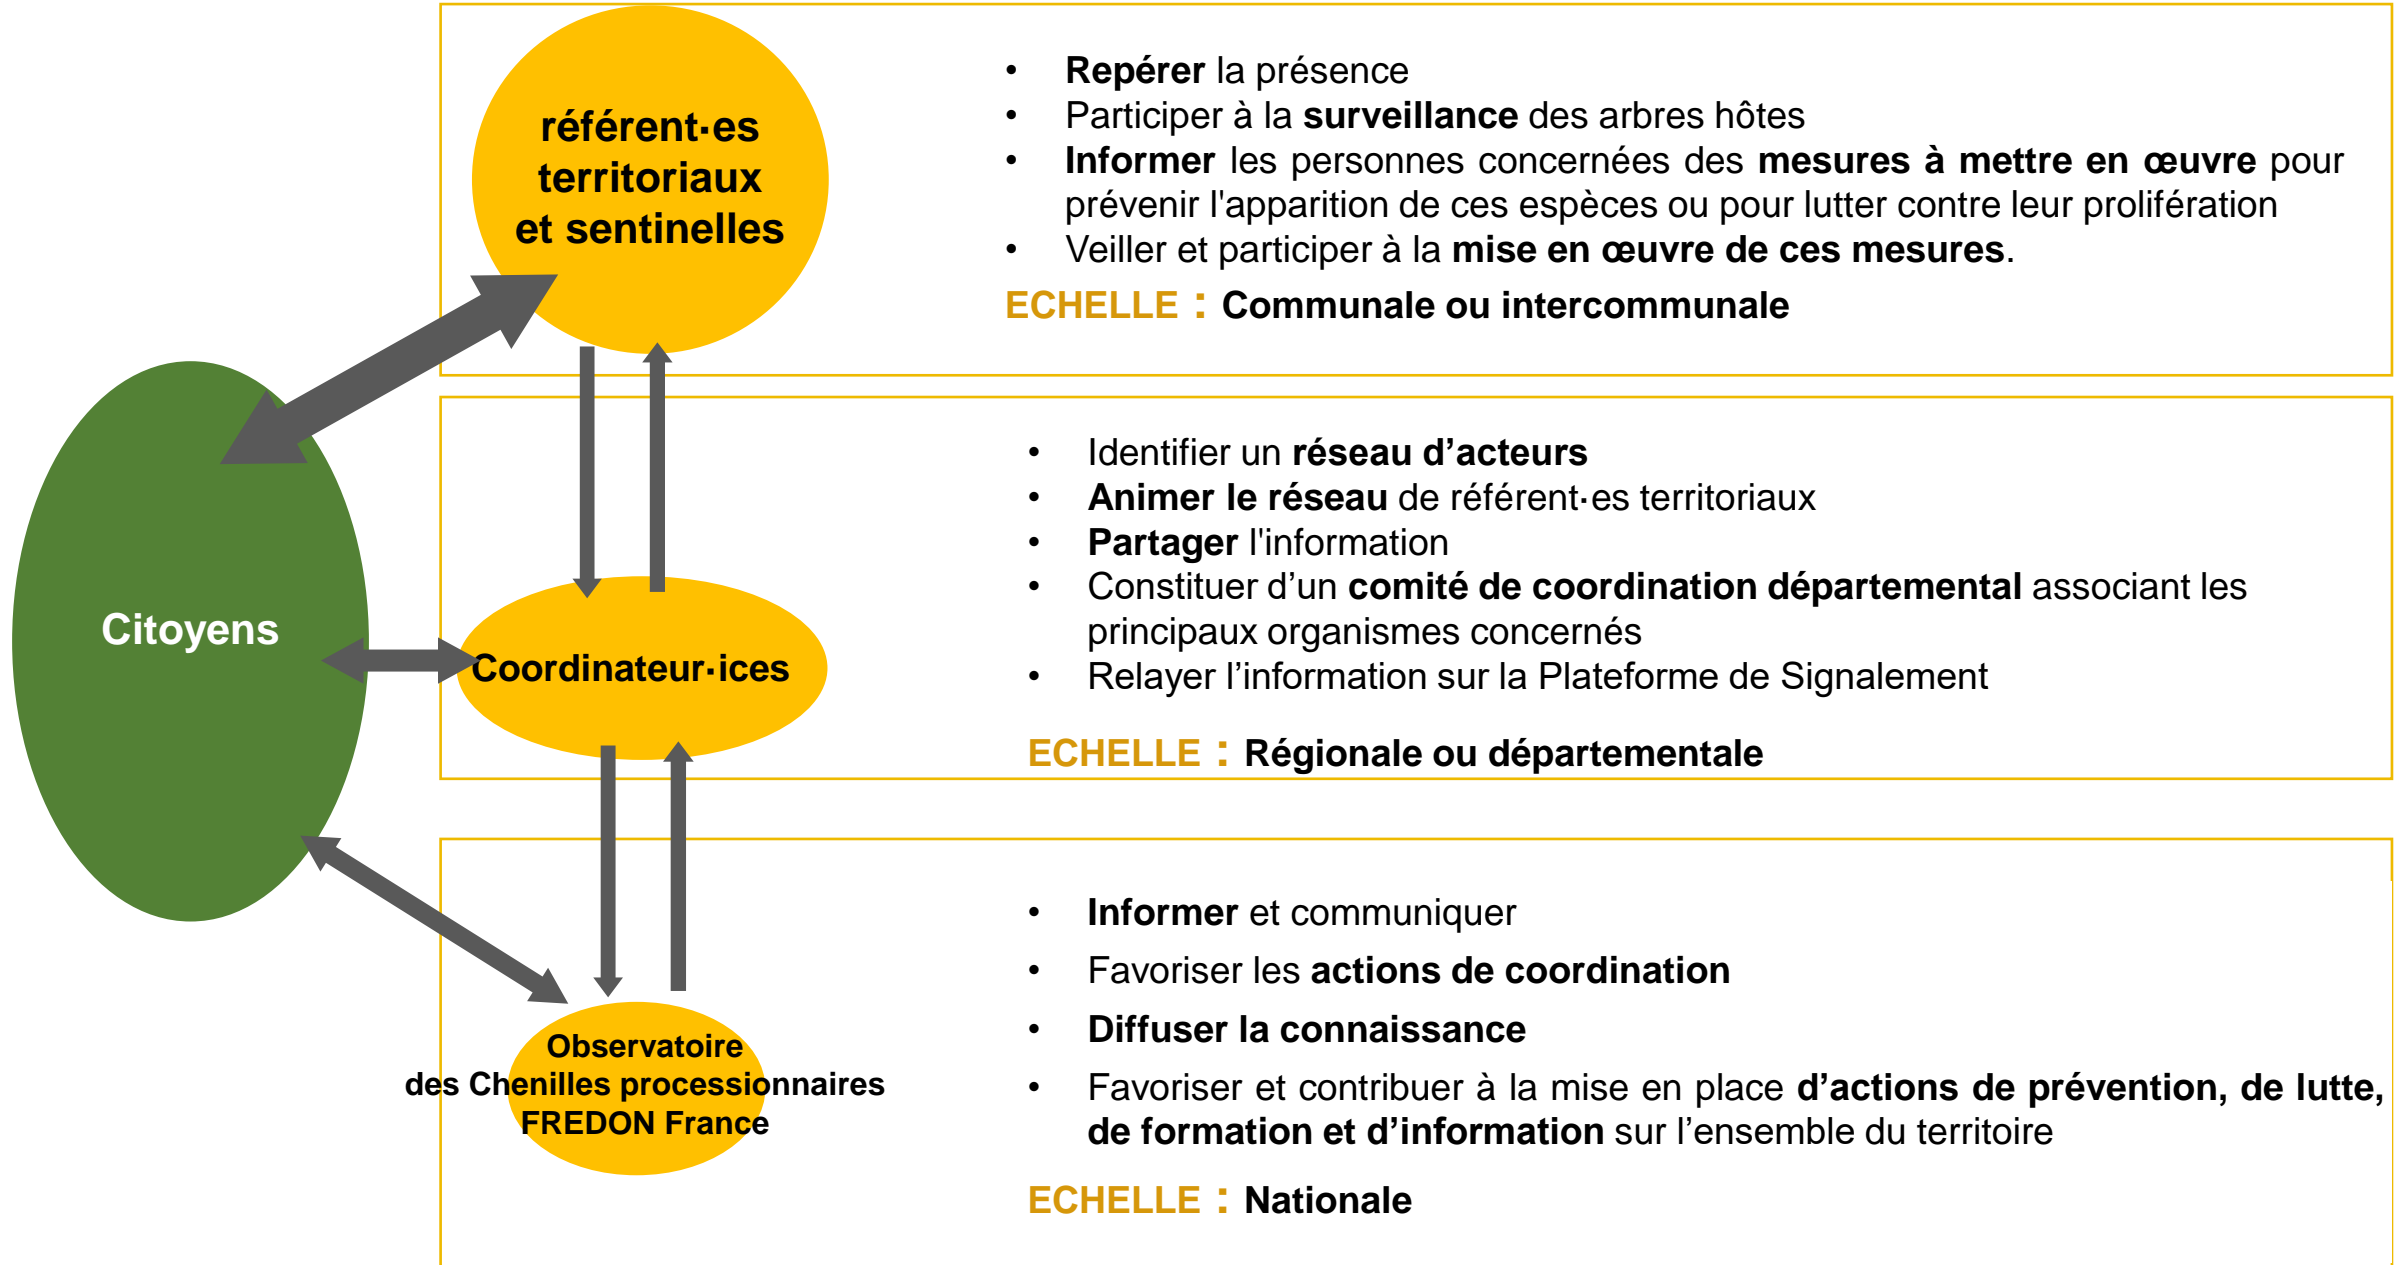 référent·es
territoriaux
et sentinelles
• Repérer la présence
• Participer à la surveillance des arbres hôtes
• Informer les personnes concernées des mesures à mettre en œuvre pour
prévenir l'apparition de ces espèces ou pour lutter contre leur prolifération
• Veiller et participer à la mise en œuvre de ces mesures.
ECHELLE : Communale ou intercommunale
Citoyens
Coordinateur·ices
• Identifier un réseau d’acteurs
• Animer le réseau de référent·es territoriaux
• Partager l'information
• Constituer d’un comité de coordination départemental associant les
principaux organismes concernés
• Relayer l’information sur la Plateforme de Signalement
ECHELLE : Régionale ou départementale
Observatoire
des Chenilles processionnaires
FREDON France
• Informer et communiquer
• Favoriser les actions de coordination
• Diffuser la connaissance
• Favoriser et contribuer à la mise en place d’actions de prévention, de lutte,
de formation et d’information sur l’ensemble du territoire
ECHELLE : Nationale